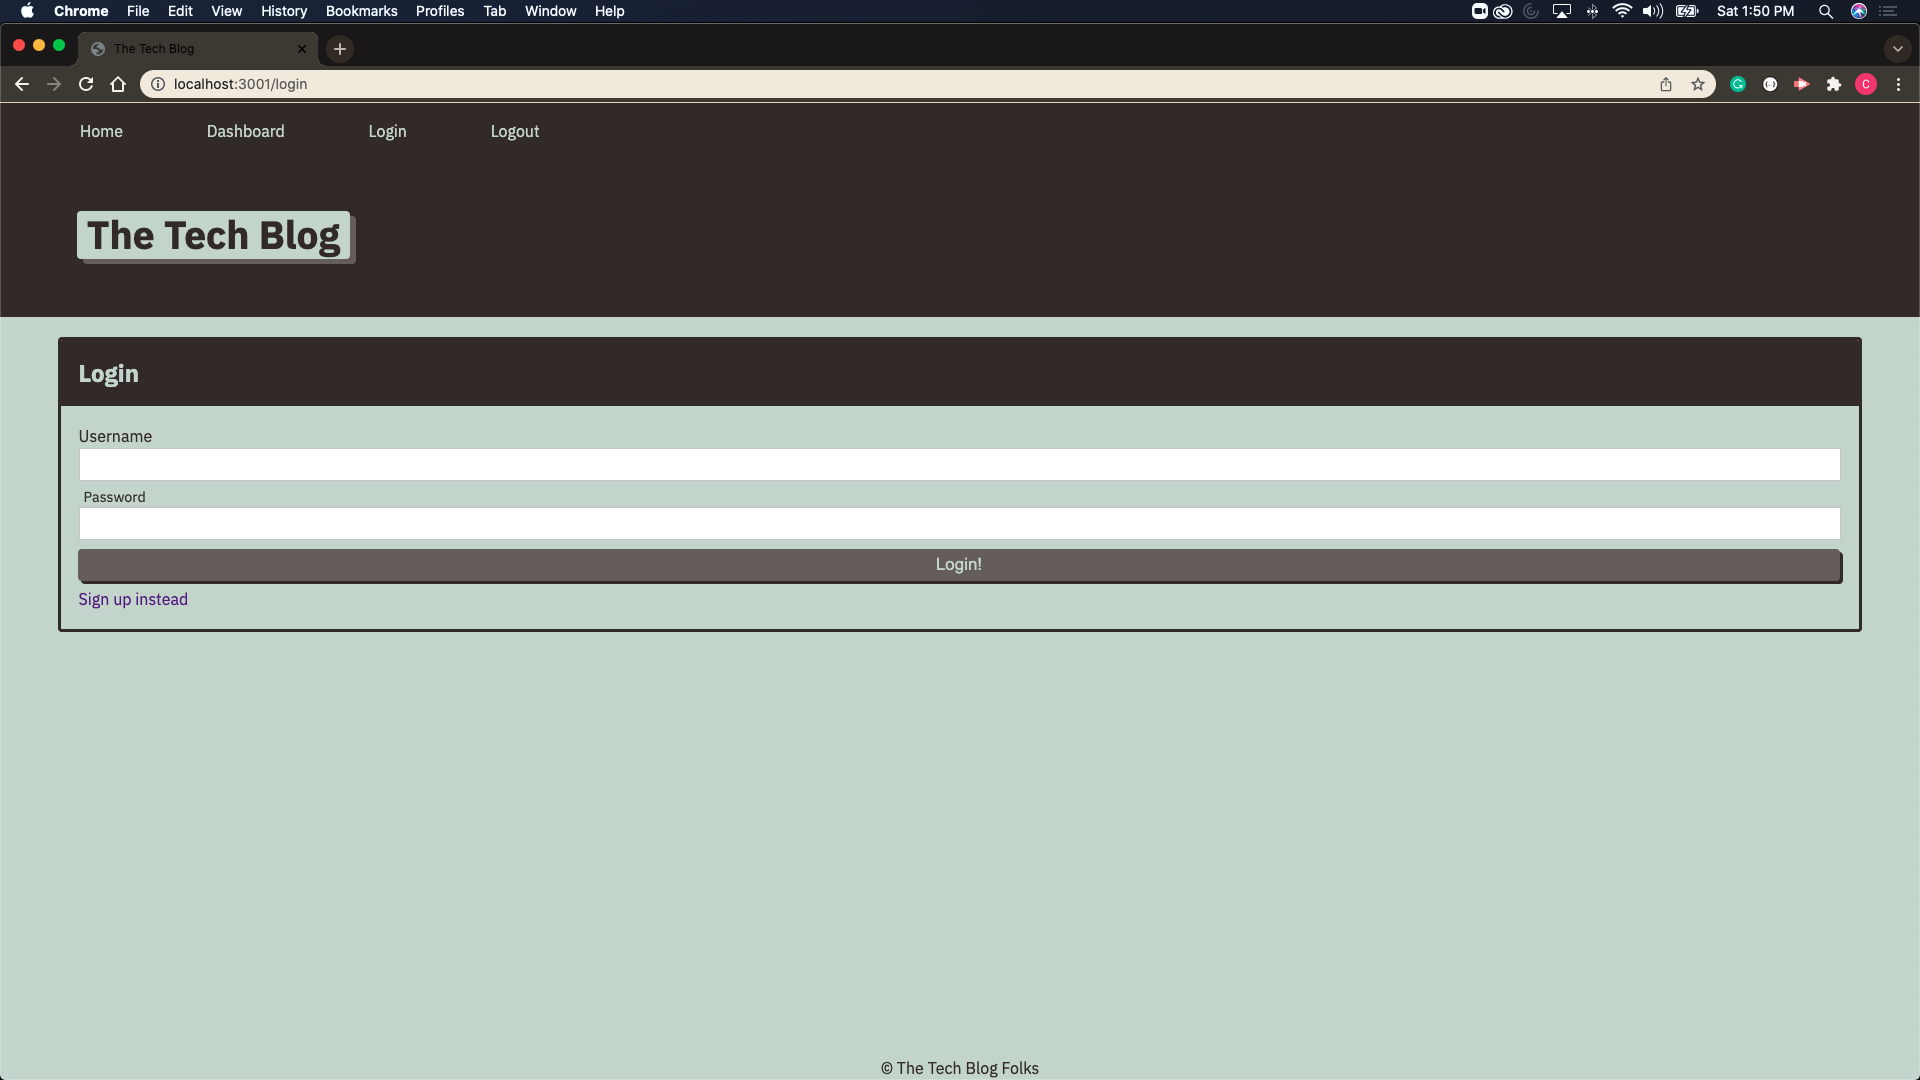 Chrome File Edit View History Bookmarks Profiles Tab Window Help Sat 1:50 PM
The Tech Blog
localhost:3001/login C
Home Dashboard Login Logout
The Tech Blog
Login
Username
Password
Login!
Sign up instead
© The Tech Blog Folks